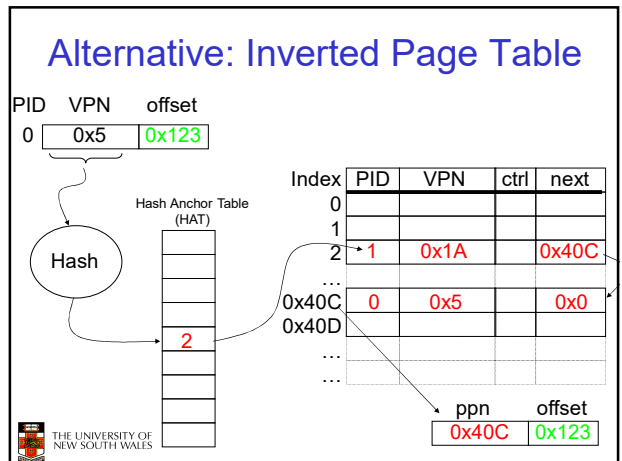 Alternative: Inverted Page Table
PID VPN offset
0 0x5 0x123
Hash Anchor Table
(HAT)
Hash
2
Index PID VPN ctrl next
0
1
2 1 0x1A 0x40C
…
0x40C 0 0x5 0x0
0x40D
…
…
ppn offset
0x40C 0x123
THE UNIVERSITY OF
NEW SOUTH WALES